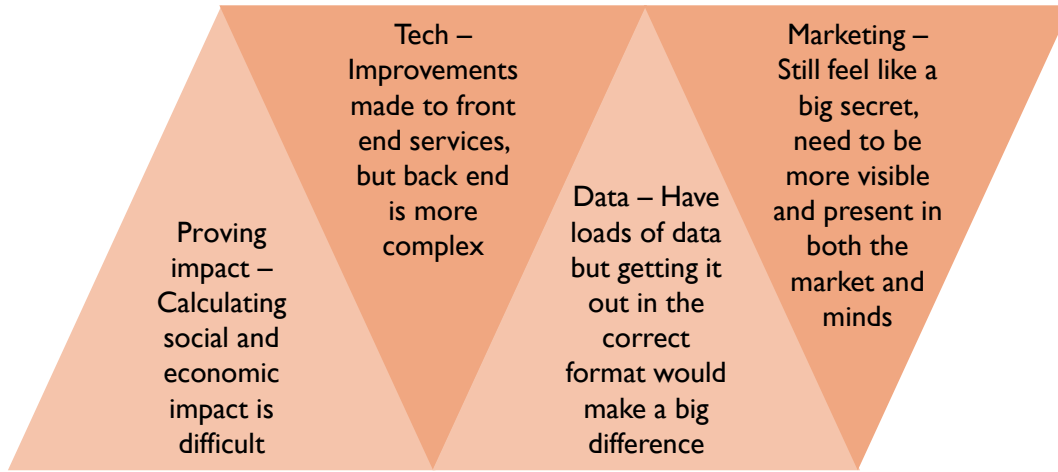 Proving
impact –
Calculating
social and
economic
impact is
difficult
Tech –
Improvements
made to front
end services,
but back end
is more
complex
Data – Have
loads of data
but getting it
out in the
correct
format would
make a big
difference
Marketing –
Still feel like a
big secret,
need to be
more visible
and present in
both the
market and
minds